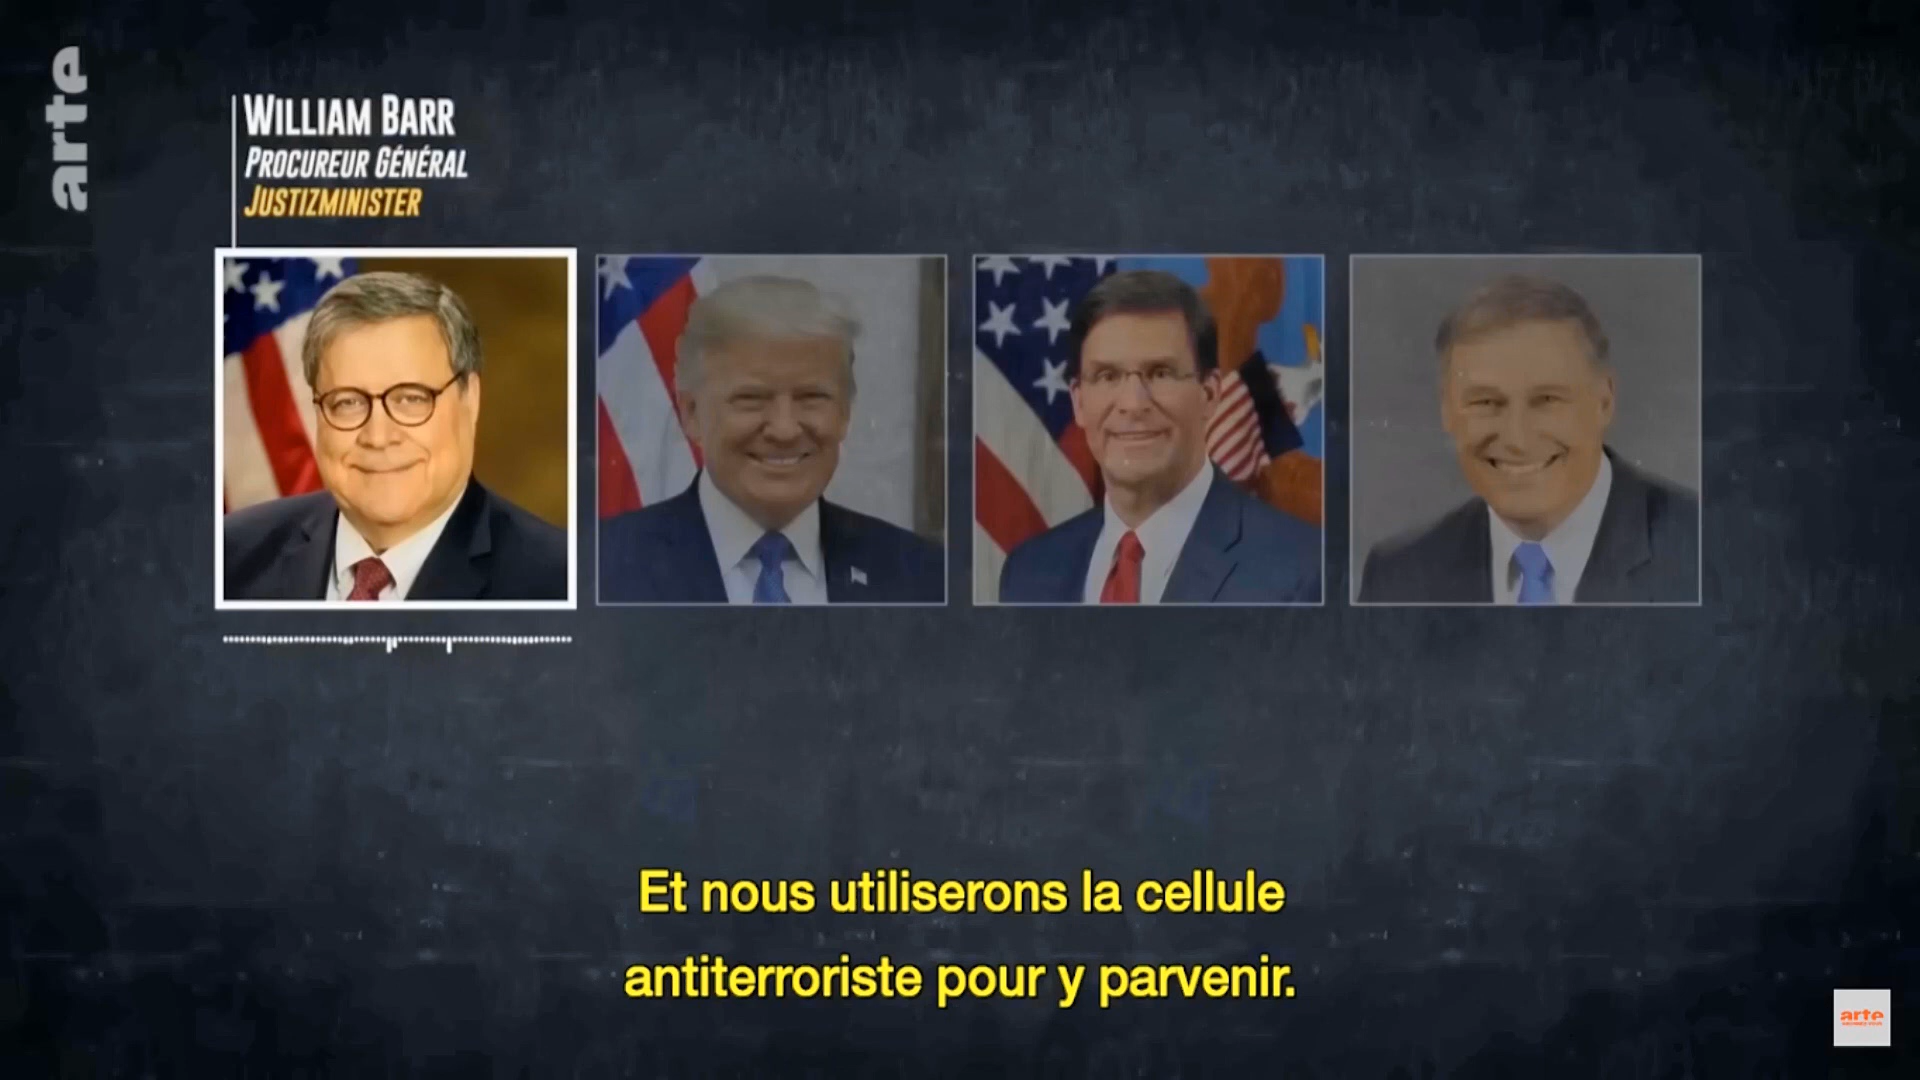 arte
WILLIAM BARR
PROCUREUR GÉNÉRAL
JUSTIZMINISTER
Et nous utiliserons la cellule
antiterroriste pour y parvenir.
arte